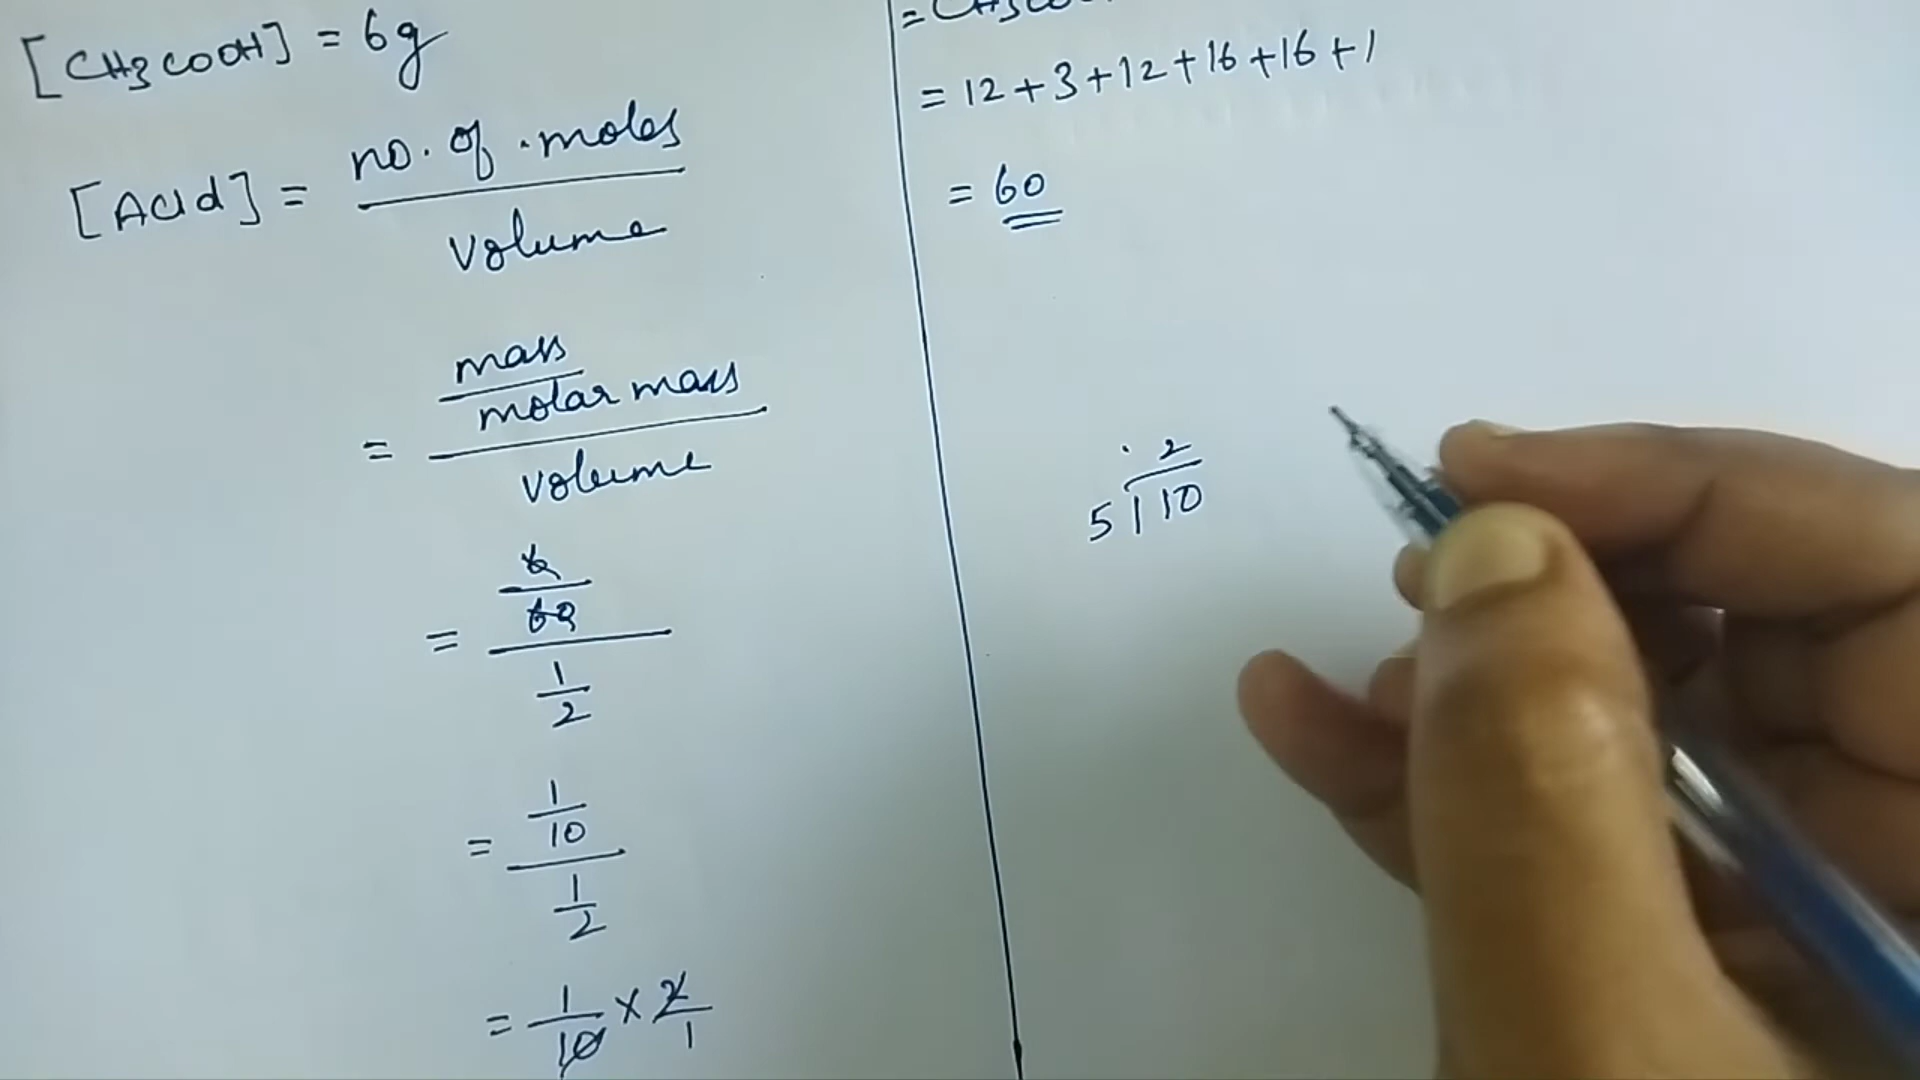 [CH3COOH] = 6g
[Acid] = no. of .moles
volume
= mass
molar mass
volume
= 6
60
1
2
= 1
10
1
2
= 1/10 × 2/1
= CH3COO
= 12+3+12+16+16+1
= 60
. 2
5 | 10